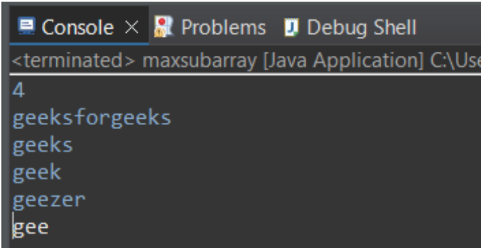 Console × Problems Debug Shell
<terminated> maxsubarray [Java Application] C:\Use
4
geeksforgeeks
geeks
geek
geezer
gee